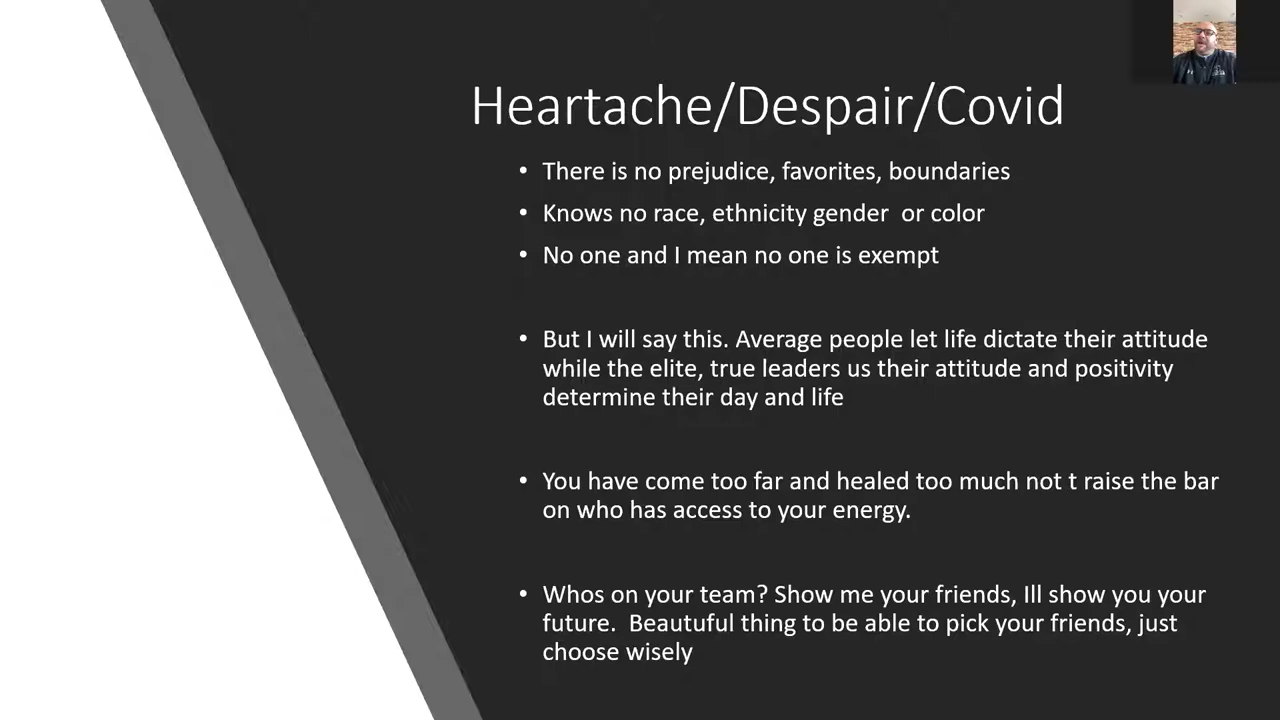 Heartache/Despair/Covid
• There is no prejudice, favorites, boundaries
• Knows no race, ethnicity gender  or color
• No one and I mean no one is exempt
• But I will say this. Average people let life dictate their attitude
while the elite, true leaders us their attitude and positivity
determine their day and life
• You have come too far and healed too much not t raise the bar
on who has access to your energy.
• Whos on your team? Show me your friends, Ill show you your
future.  Beautuful thing to be able to pick your friends, just
choose wisely